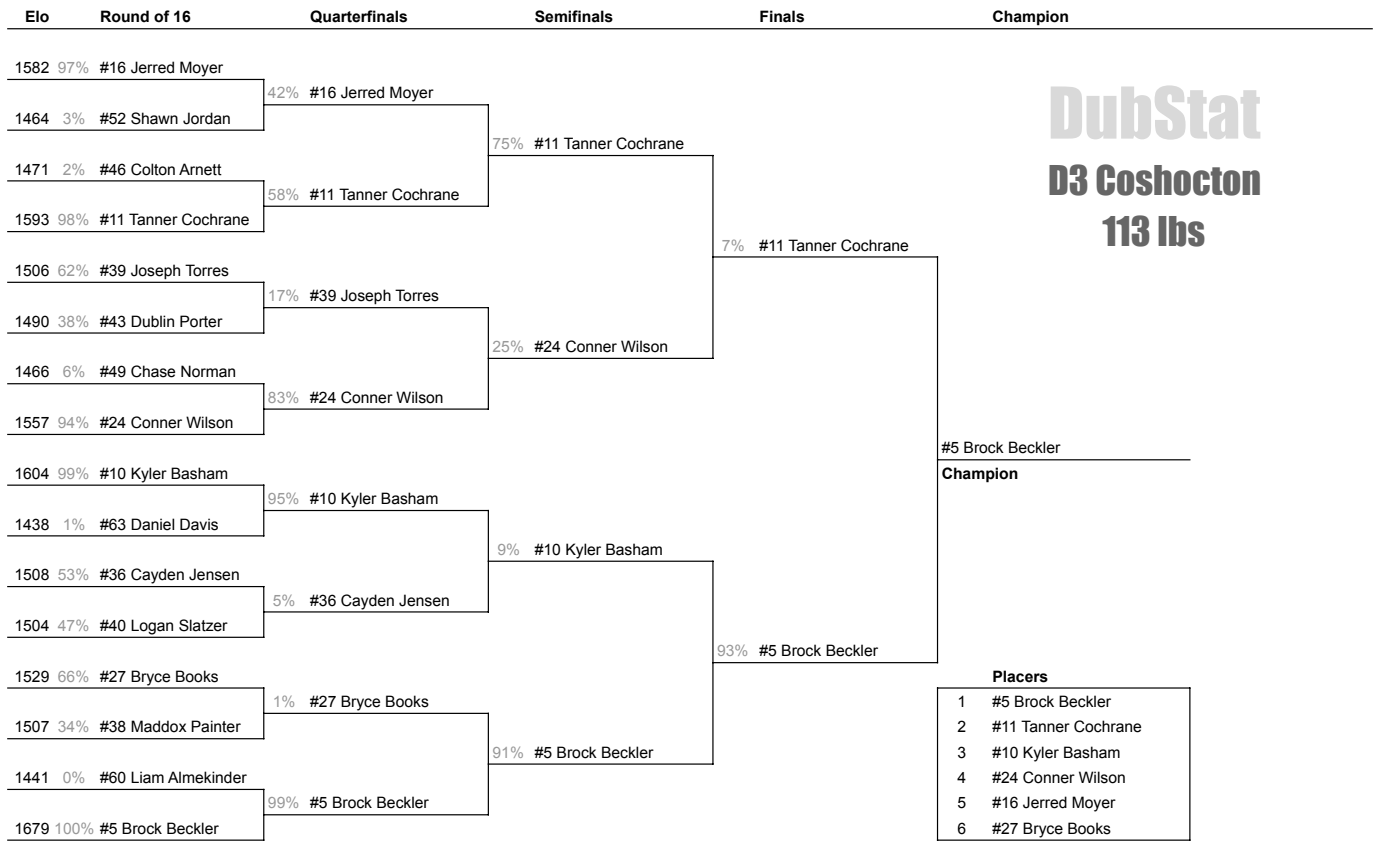 Elo Round of 16 Quarterfinals Semifinals Finals Champion
1582 97% #16 Jerred Moyer
42% #16 Jerred Moyer
DubStat
1464 3% #52 Shawn Jordan
75% #11 Tanner Cochrane
1471 2% #46 Colton Arnett
D3 Coshocton
58% #11 Tanner Cochrane
1593 98% #11 Tanner Cochrane
113 lbs
7% #11 Tanner Cochrane
1506 62% #39 Joseph Torres
17% #39 Joseph Torres
1490 38% #43 Dublin Porter
25% #24 Conner Wilson
1466 6% #49 Chase Norman
83% #24 Conner Wilson
1557 94% #24 Conner Wilson
#5 Brock Beckler
1604 99% #10 Kyler Basham
Champion
95% #10 Kyler Basham
1438 1% #63 Daniel Davis
9% #10 Kyler Basham
1508 53% #36 Cayden Jensen
5% #36 Cayden Jensen
1504 47% #40 Logan Slatzer
93% #5 Brock Beckler
1529 66% #27 Bryce Books
Placers
1% #27 Bryce Books
1 #5 Brock Beckler
1507 34% #38 Maddox Painter
2 #11 Tanner Cochrane
91% #5 Brock Beckler
3 #10 Kyler Basham
1441 0% #60 Liam Almekinder
4 #24 Conner Wilson
99% #5 Brock Beckler
5 #16 Jerred Moyer
1679 100% #5 Brock Beckler
6 #27 Bryce Books